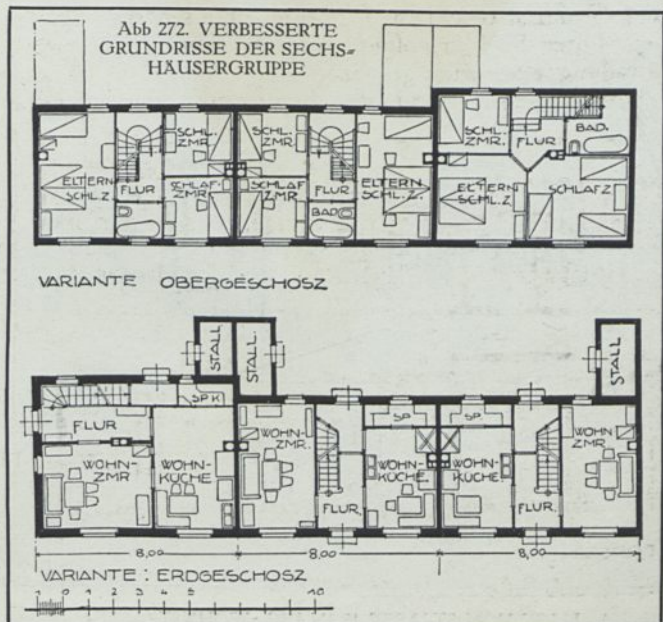 Abb 272. VERBESSERTE
GRUNDRISSE DER SECHS=
HÄUSERGRUPPE
ELTERN
SCHL.Z.
FLUR
SCHL.
ZMR.
SCHLAF
ZMR.
SCHL.
ZMR.
SCHLAF
ZMR.
FLUR
BAD
ELTERN
SCHL.Z.
SCHL.
ZMR.
FLUR
BAD.
ELTERN
SCHL.Z
SCHLAFZ
VARIANTE OBERGESCHOSZ
STALL
STALL.
STALL
FLUR
SP.K
WOHN-
ZMR
WOHN-
KÜCHE
WOHN-
ZMR.
FLUR.
SP.
WOHN-
KÜCHE.
SP.
WOHN-
KÜCHE.
FLUR.
WOHN-
ZMR.
8,00 8,00 8,00
VARIANTE : ERDGESCHOSZ
1 0 1 2 3 4 5 10